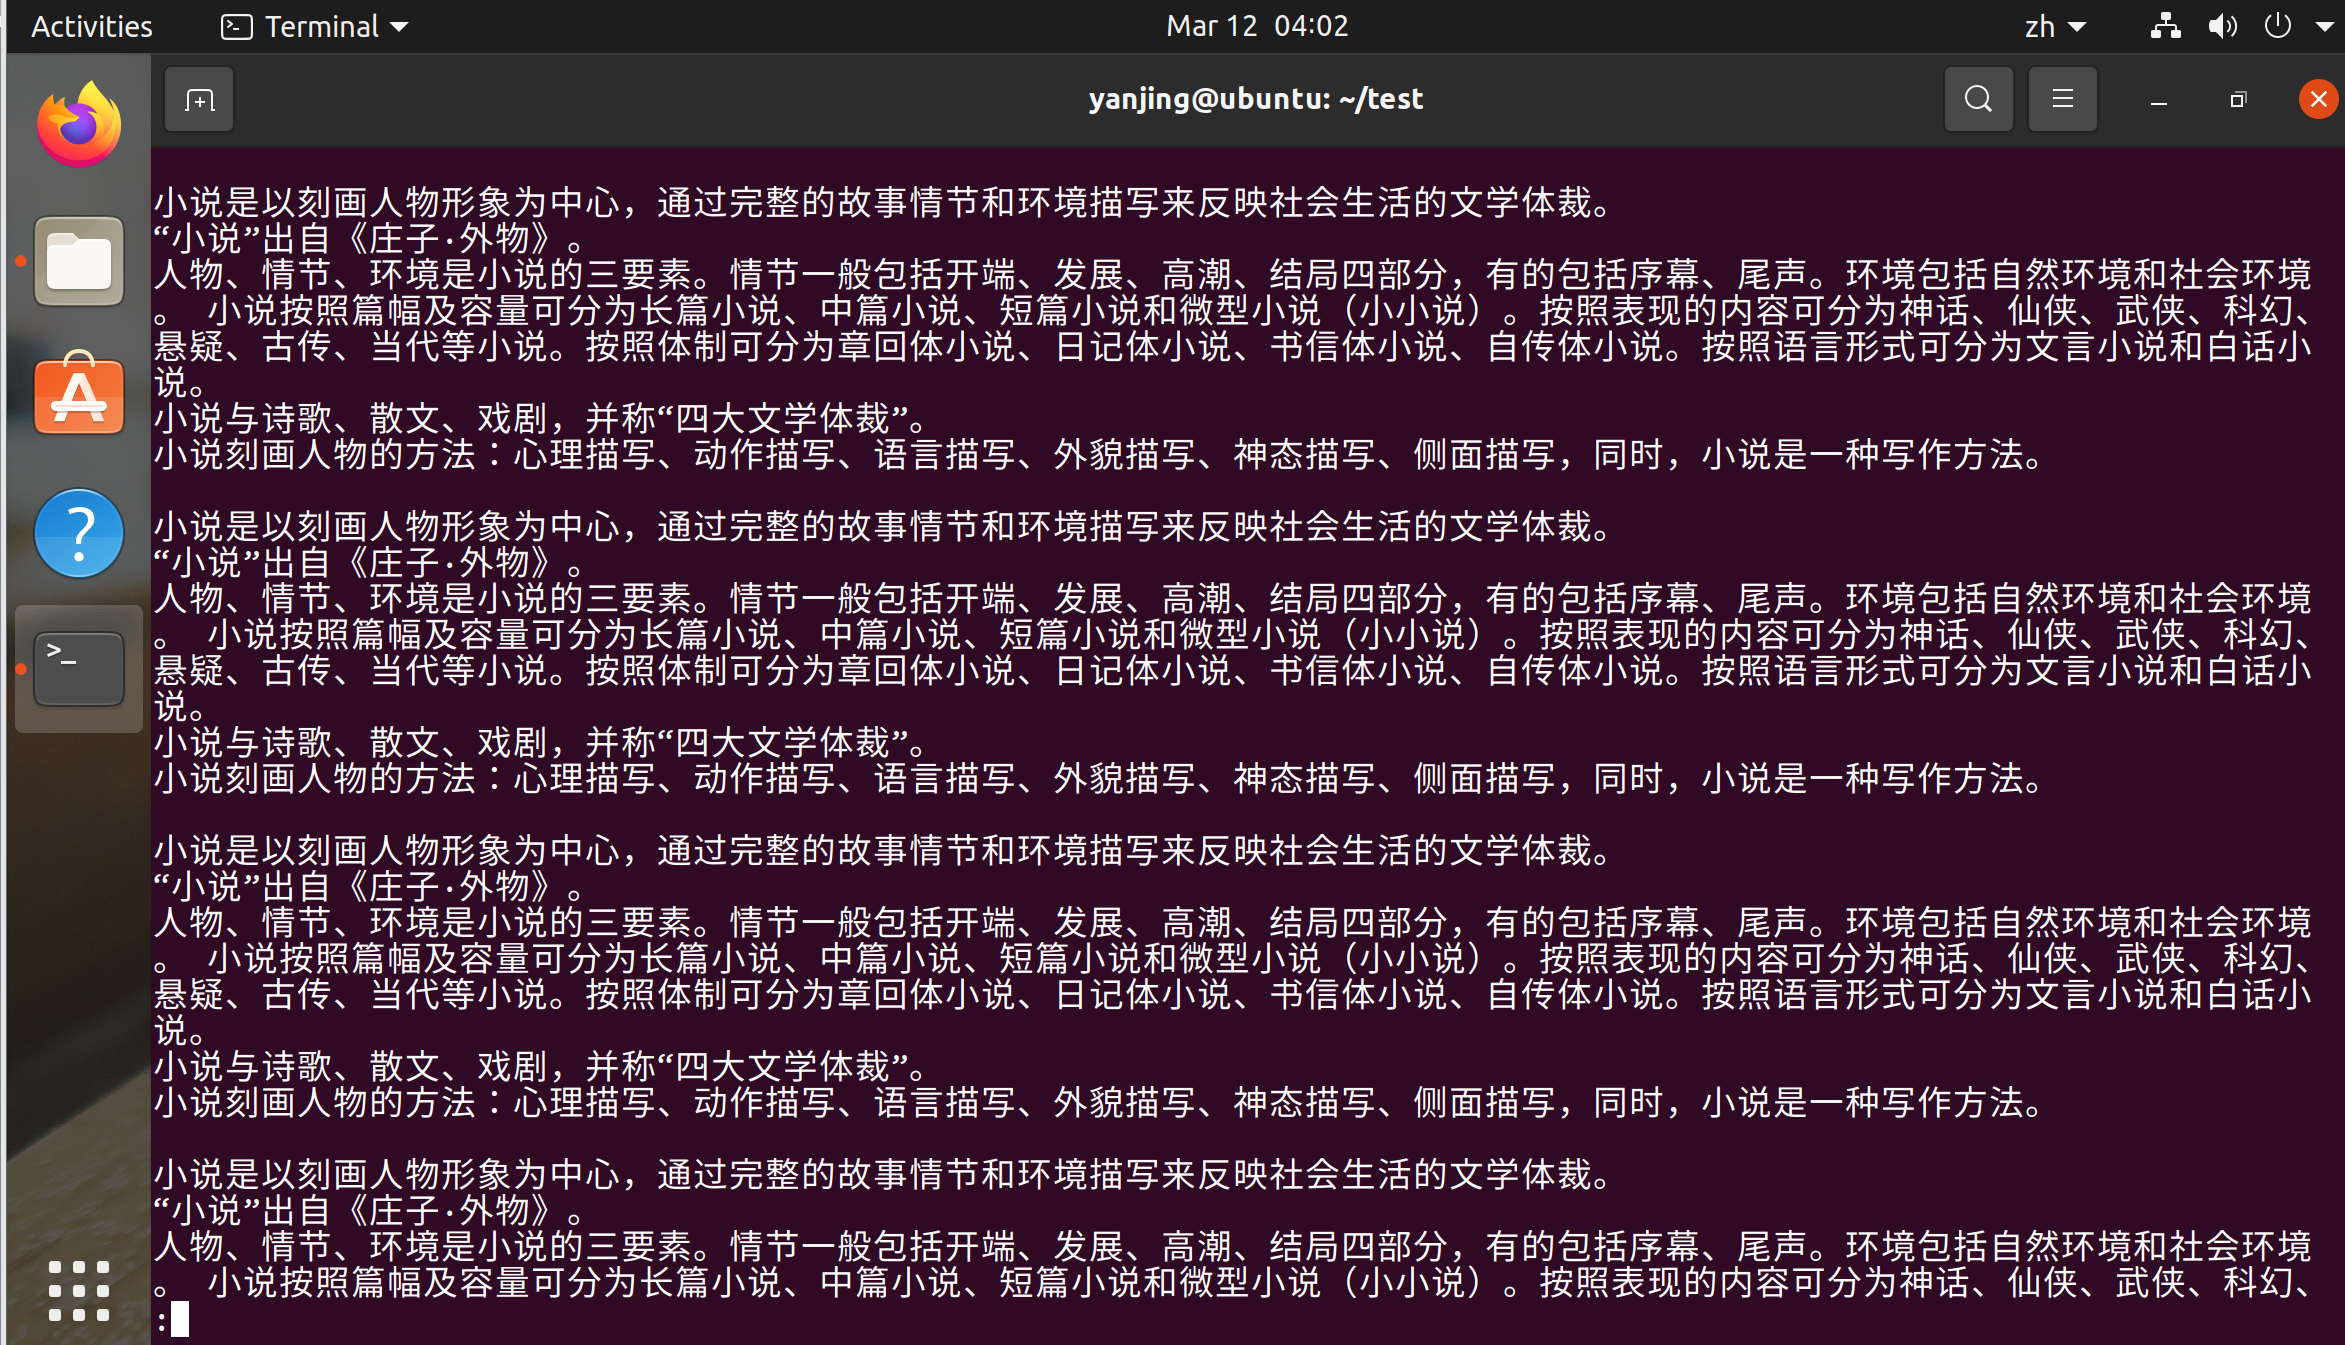 Activities
Terminal
Mar 12 04:02
zh
yanjing@ubuntu: ~/test
小说是以刻画人物形象为中心，通过完整的故事情节和环境描写来反映社会生活的文学体裁。
“小说”出自《庄子·外物》。
人物、情节、环境是小说的三要素。情节一般包括开端、发展、高潮、结局四部分，有的包括序幕、尾声。环境包括自然环境和社会环境
。 小说按照篇幅及容量可分为长篇小说、中篇小说、短篇小说和微型小说（小小说）。按照表现的内容可分为神话、仙侠、武侠、科幻、
悬疑、古传、当代等小说。按照体制可分为章回体小说、日记体小说、书信体小说、自传体小说。按照语言形式可分为文言小说和白话小
说。
小说与诗歌、散文、戏剧，并称“四大文学体裁”。
小说刻画人物的方法：心理描写、动作描写、语言描写、外貌描写、神态描写、侧面描写，同时，小说是一种写作方法。
小说是以刻画人物形象为中心，通过完整的故事情节和环境描写来反映社会生活的文学体裁。
“小说”出自《庄子·外物》。
人物、情节、环境是小说的三要素。情节一般包括开端、发展、高潮、结局四部分，有的包括序幕、尾声。环境包括自然环境和社会环境
。 小说按照篇幅及容量可分为长篇小说、中篇小说、短篇小说和微型小说（小小说）。按照表现的内容可分为神话、仙侠、武侠、科幻、
悬疑、古传、当代等小说。按照体制可分为章回体小说、日记体小说、书信体小说、自传体小说。按照语言形式可分为文言小说和白话小
说。
小说与诗歌、散文、戏剧，并称“四大文学体裁”。
小说刻画人物的方法：心理描写、动作描写、语言描写、外貌描写、神态描写、侧面描写，同时，小说是一种写作方法。
小说是以刻画人物形象为中心，通过完整的故事情节和环境描写来反映社会生活的文学体裁。
“小说”出自《庄子·外物》。
人物、情节、环境是小说的三要素。情节一般包括开端、发展、高潮、结局四部分，有的包括序幕、尾声。环境包括自然环境和社会环境
。 小说按照篇幅及容量可分为长篇小说、中篇小说、短篇小说和微型小说（小小说）。按照表现的内容可分为神话、仙侠、武侠、科幻、
悬疑、古传、当代等小说。按照体制可分为章回体小说、日记体小说、书信体小说、自传体小说。按照语言形式可分为文言小说和白话小
说。
小说与诗歌、散文、戏剧，并称“四大文学体裁”。
小说刻画人物的方法：心理描写、动作描写、语言描写、外貌描写、神态描写、侧面描写，同时，小说是一种写作方法。
小说是以刻画人物形象为中心，通过完整的故事情节和环境描写来反映社会生活的文学体裁。
“小说”出自《庄子·外物》。
人物、情节、环境是小说的三要素。情节一般包括开端、发展、高潮、结局四部分，有的包括序幕、尾声。环境包括自然环境和社会环境
。 小说按照篇幅及容量可分为长篇小说、中篇小说、短篇小说和微型小说（小小说）。按照表现的内容可分为神话、仙侠、武侠、科幻、
: